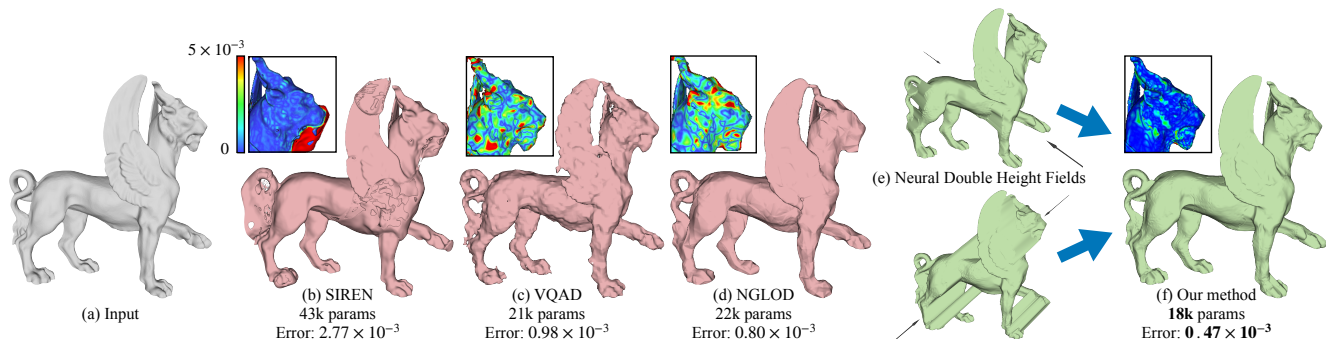 5 × 10⁻³
0
(a) Input
(b) SIREN
43k params
Error: 2.77 × 10⁻³
(c) VQAD
21k params
Error: 0.98 × 10⁻³
(d) NGLOD
22k params
Error: 0.80 × 10⁻³
(e) Neural Double Height Fields
(f) Our method
18k params
Error: 0.47 × 10⁻³